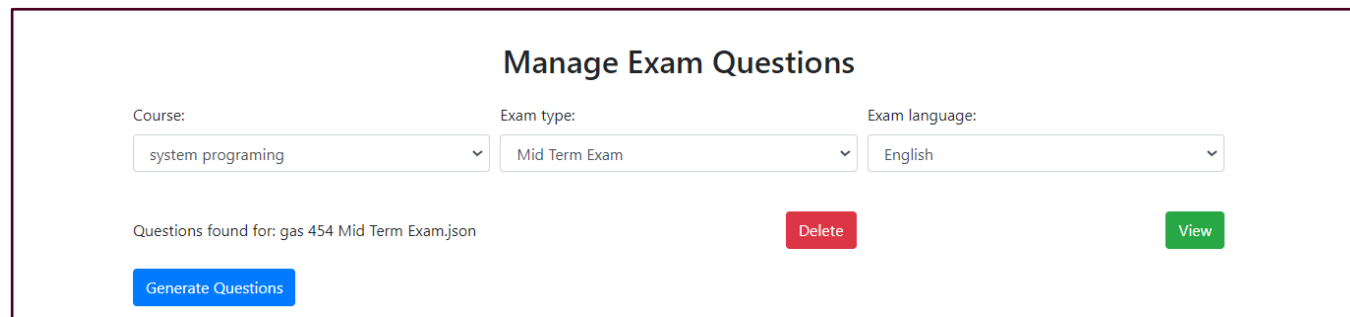 Manage Exam Questions
Course: Exam type: Exam language:
system programing Mid Term Exam English
Questions found for: gas 454 Mid Term Exam.json Delete View
Generate Questions